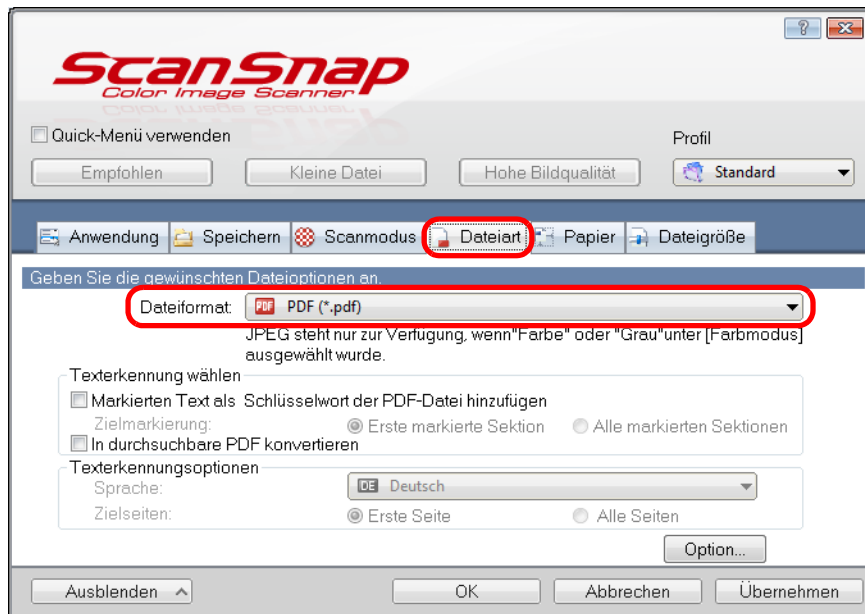 ScanSnap
Color Image Scanner
Quick-Menü verwenden
Profil
Empfohlen Kleine Datei Hohe Bildqualität Standard
Anwendung Speichern Scanmodus Dateiart Papier Dateigröße
Geben Sie die gewünschten Dateioptionen an.
Dateiformat: PDF PDF (*.pdf)
JPEG steht nur zur Verfügung, wenn"Farbe" oder "Grau"unter [Farbmodus]
ausgewählt wurde.
Texterkennung wählen
Markierten Text als Schlüsselwort der PDF-Datei hinzufügen
Zielmarkierung: Erste markierte Sektion Alle markierten Sektionen
In durchsuchbare PDF konvertieren
Texterkennungsoptionen
Sprache: DE Deutsch
Zielseiten: Erste Seite Alle Seiten
Option...
Ausblenden OK Abbrechen Übernehmen